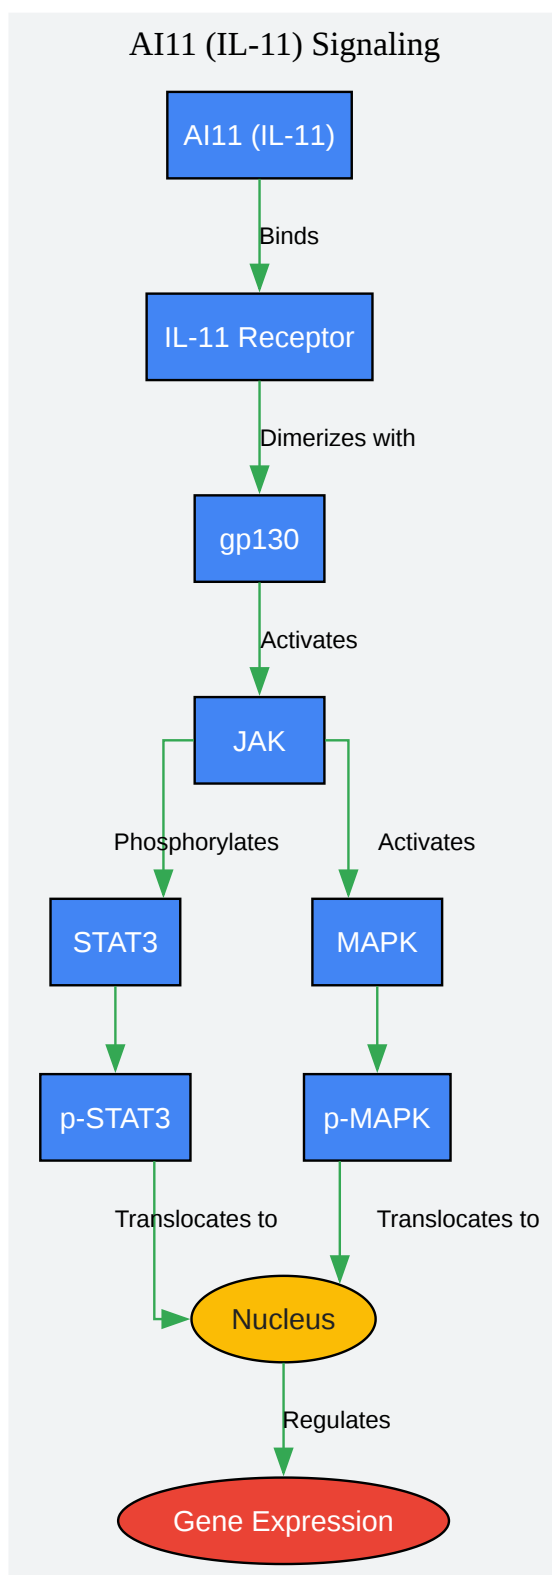 AI11 (IL-11) Signaling
AI11 (IL-11)
Binds
IL-11 Receptor
Dimerizes with
gp130
Activates
JAK
Phosphorylates
Activates
STAT3
MAPK
p-STAT3
p-MAPK
Translocates to
Translocates to
Nucleus
Regulates
Gene Expression